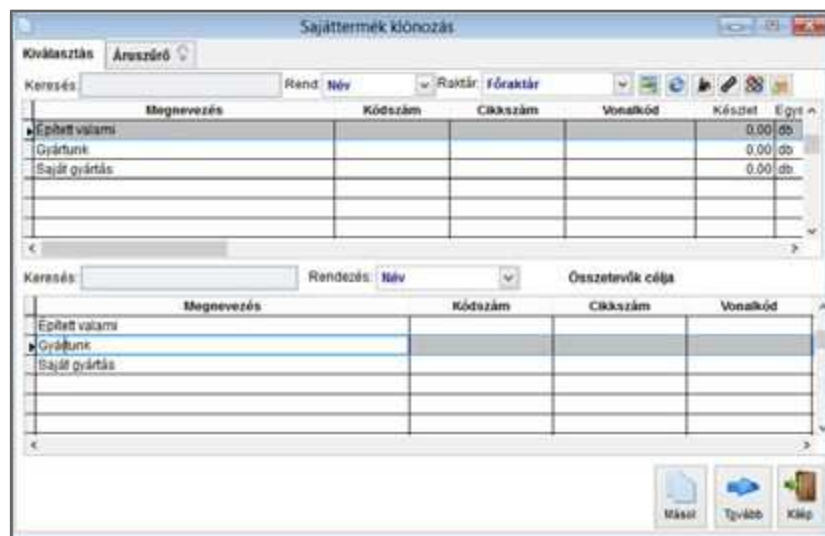 Sajáttermék klónozás
Kiválasztás Áruszűrő
Keresés Rend: Név Raktár: Főraktár
Megnevezés Kódszám Cikkszám Vonalkód Készlet Egys
Épített valami 0,00 db
Gyártunk 0,00 db
Saját gyártás 0,00 db
Keresés Rendezés: Név Összetevők célja
Megnevezés Kódszám Cikkszám Vonalkód
Épített valami
Gyártunk
Saját gyártás
Másol Tovább Kilép